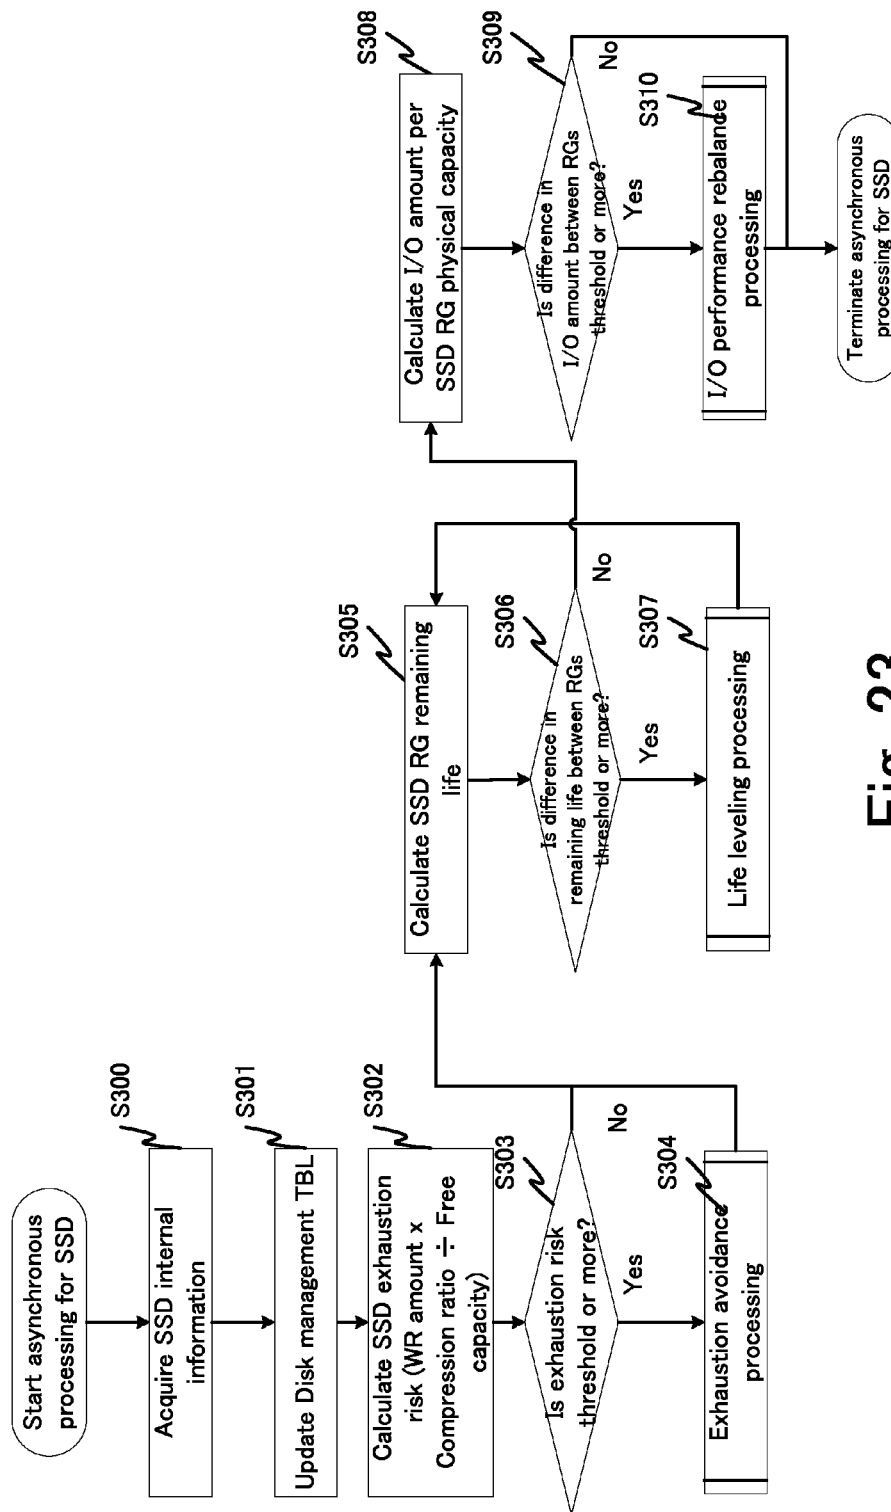 Start asynchronous
processing for SSD
S300
Acquire SSD internal
information
S301
Update Disk management TBL
S302
Calculate SSD exhaustion
risk (WR amount x
Compression ratio ÷ Free
capacity)
S303
Is exhaustion risk
threshold or more?
No
Yes
S304
Exhaustion avoidance
processing
S305
Calculate SSD RG remaining
life
S306
Is difference in
remaining life between RGs
threshold or more?
No
Yes
S307
Life leveling processing
S308
Calculate I/O amount per
SSD RG physical capacity
S309
Is difference in
I/O amount between RGs
threshold or more?
No
Yes
S310
I/O performance rebalance
processing
Terminate asynchronous
processing for SSD
Fig. 23